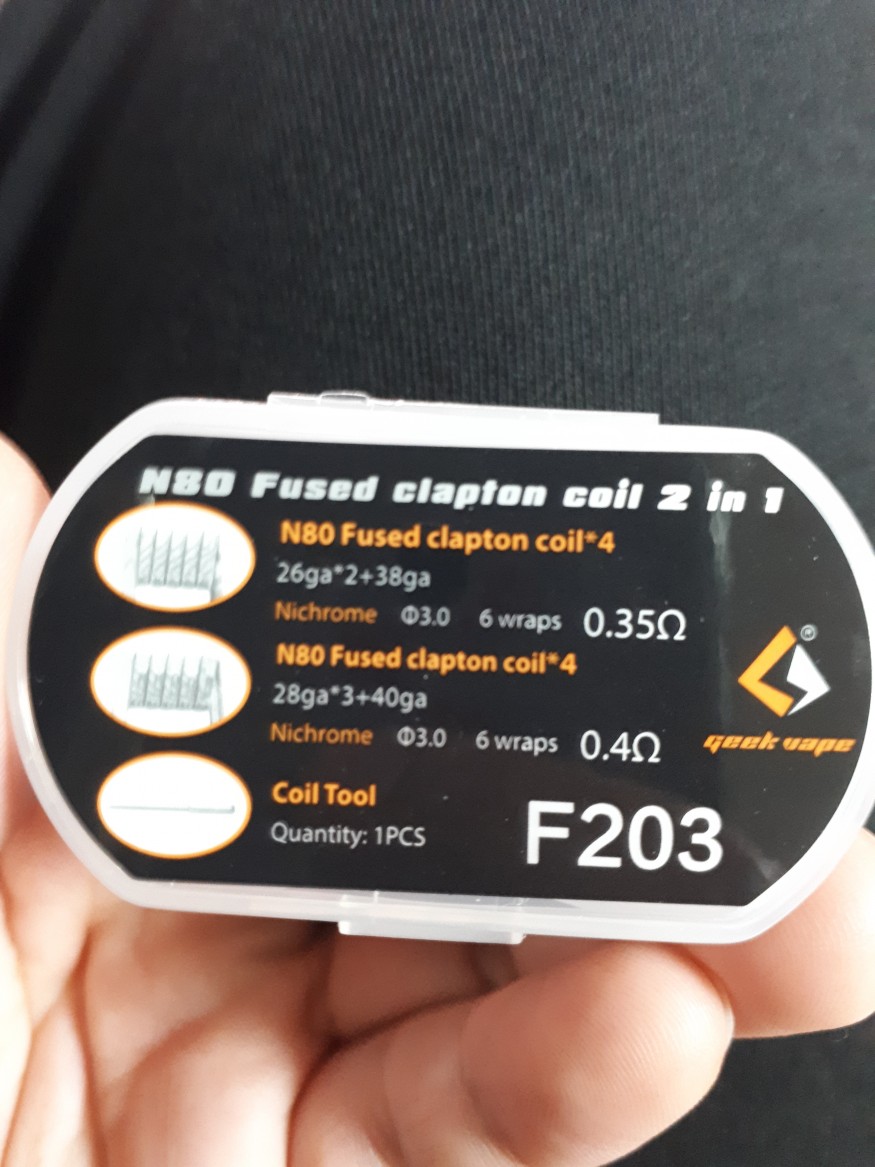 N80 Fused clapton coil 2 in 1
N80 Fused clapton coil*4
26ga*2+38ga
Nichrome Φ3.0 6 wraps 0.35Ω
N80 Fused clapton coil*4
28ga*3+40ga
Nichrome Φ3.0 6 wraps 0.4Ω
®
geek vape
Coil Tool
Quantity: 1PCS
F203